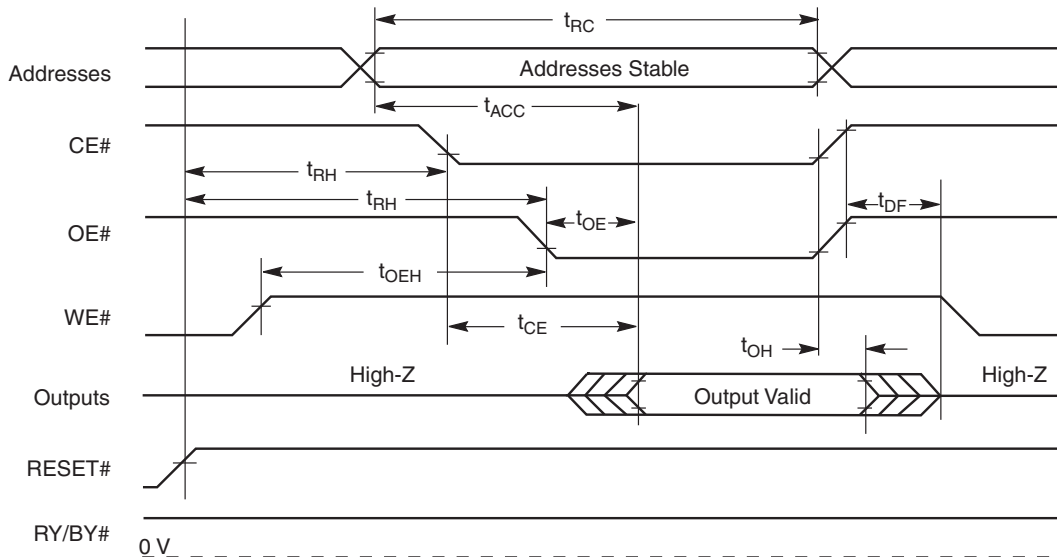 tRC
Addresses
Addresses Stable
tACC
CE#
tRH
tRH
tOE
tDF
OE#
tOEH
WE#
tCE
tOH
High-Z
High-Z
Outputs
Output Valid
RESET#
RY/BY#
0 V